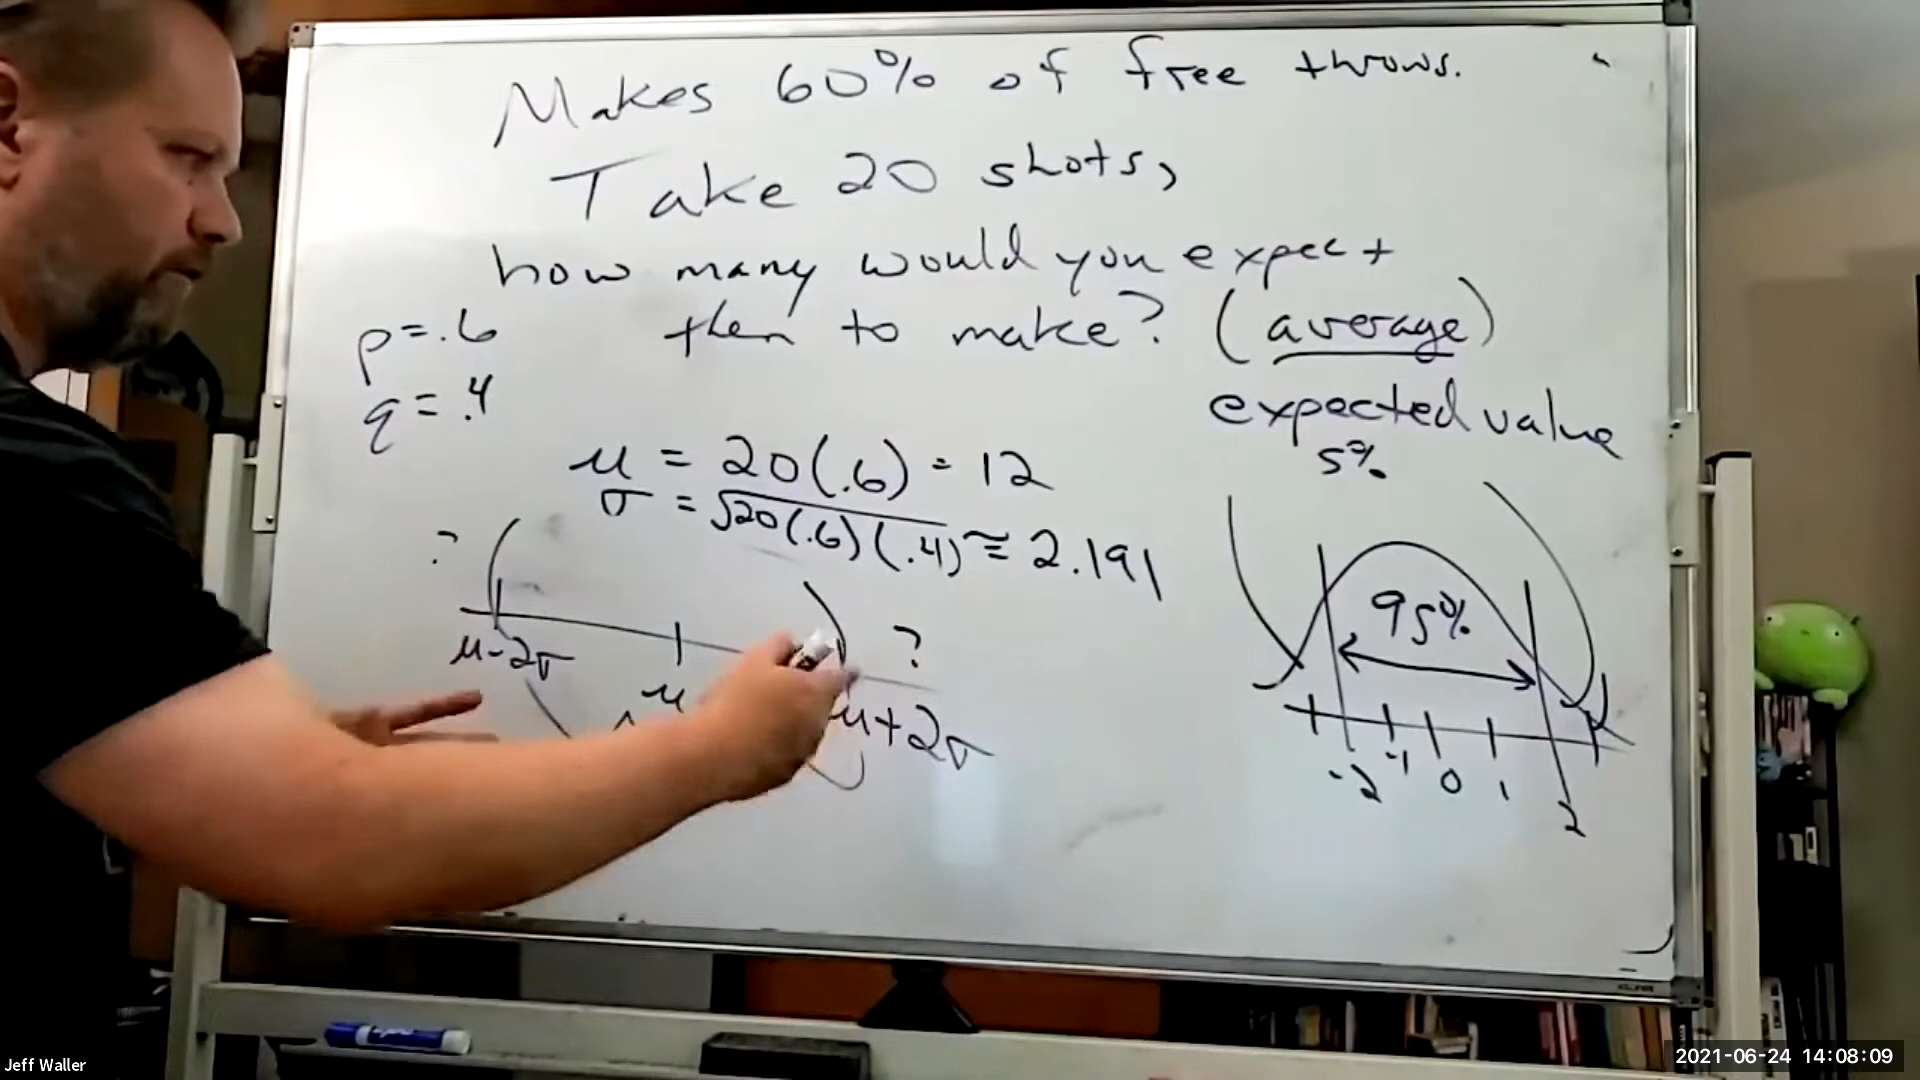 Makes 60% of free throws.
Take 20 shots,
how many would you expect
them to make? (average)
p=.6
q=.4
expected value
5%
μ = 20(.6) = 12
σ = √20(.6)(.4) ≈ 2.191
?
?
μ-2σ
μ
μ+2σ
95%
-2 -1 0 1 2
Jeff Waller
2021-06-24 14:08:09